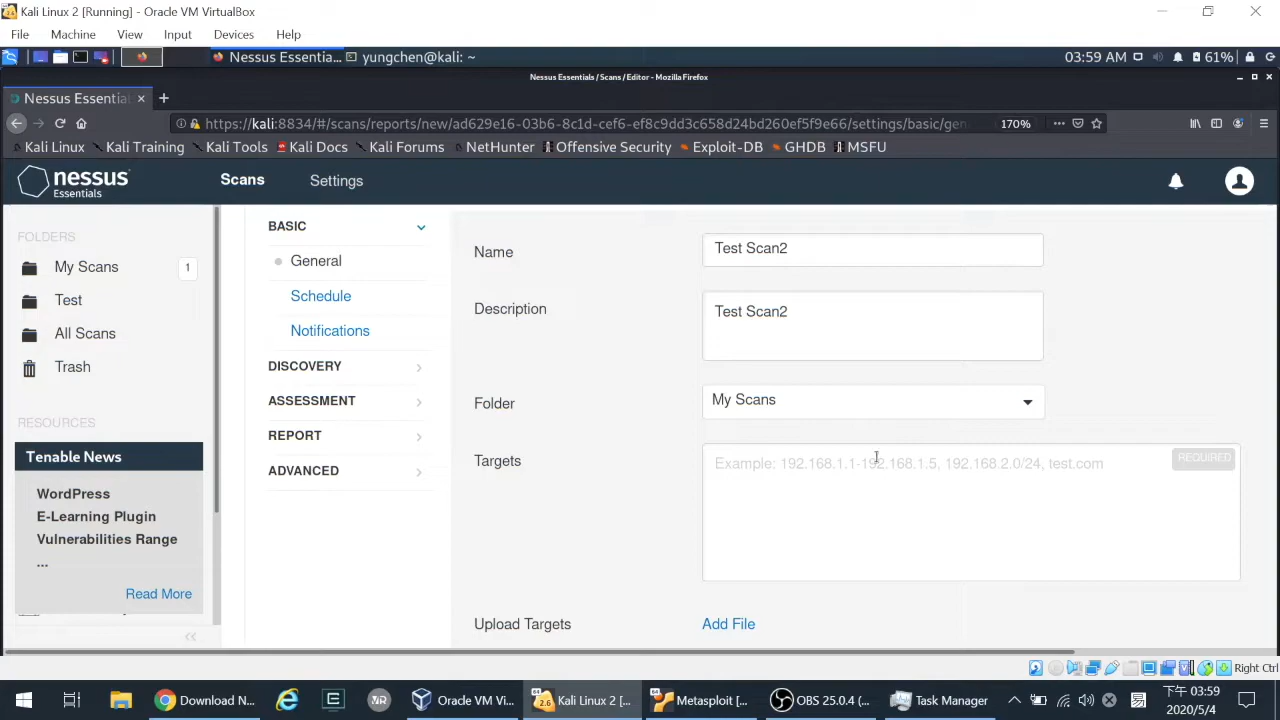 Kali Linux 2 [Running] - Oracle VM VirtualBox
File Machine View Input Devices Help
Nessus Essentia... yungchen@kali: ~ 03:59 AM 61%
Nessus Essentials / Scans / Editor - Mozilla Firefox
Nessus Essentia
https://kali:8834/#/scans/reports/new/ad629e16-03b6-8c1d-cef6-ef8c9dd3c658d24bd260ef5f9e66/settings/basic/gen 170%
Kali Linux Kali Training Kali Tools Kali Docs Kali Forums NetHunter Offensive Security Exploit-DB GHDB MSFU
nessus
Essentials
Scans Settings
FOLDERS
My Scans 1
Test
All Scans
Trash
RESOURCES
Tenable News
WordPress
E-Learning Plugin
Vulnerabilities Range
...
Read More
BASIC
General
Schedule
Notifications
DISCOVERY
ASSESSMENT
REPORT
ADVANCED
Name Test Scan2
Description Test Scan2
Folder My Scans
Targets Example: 192.168.1.1-192.168.1.5, 192.168.2.0/24, test.com REQUIRED
Upload Targets Add File
Right Ctrl
Download N... Oracle VM Vi... Kali Linux 2 [... Metasploit [... OBS 25.0.4 (... Task Manager 下午 03:59
2020/5/4